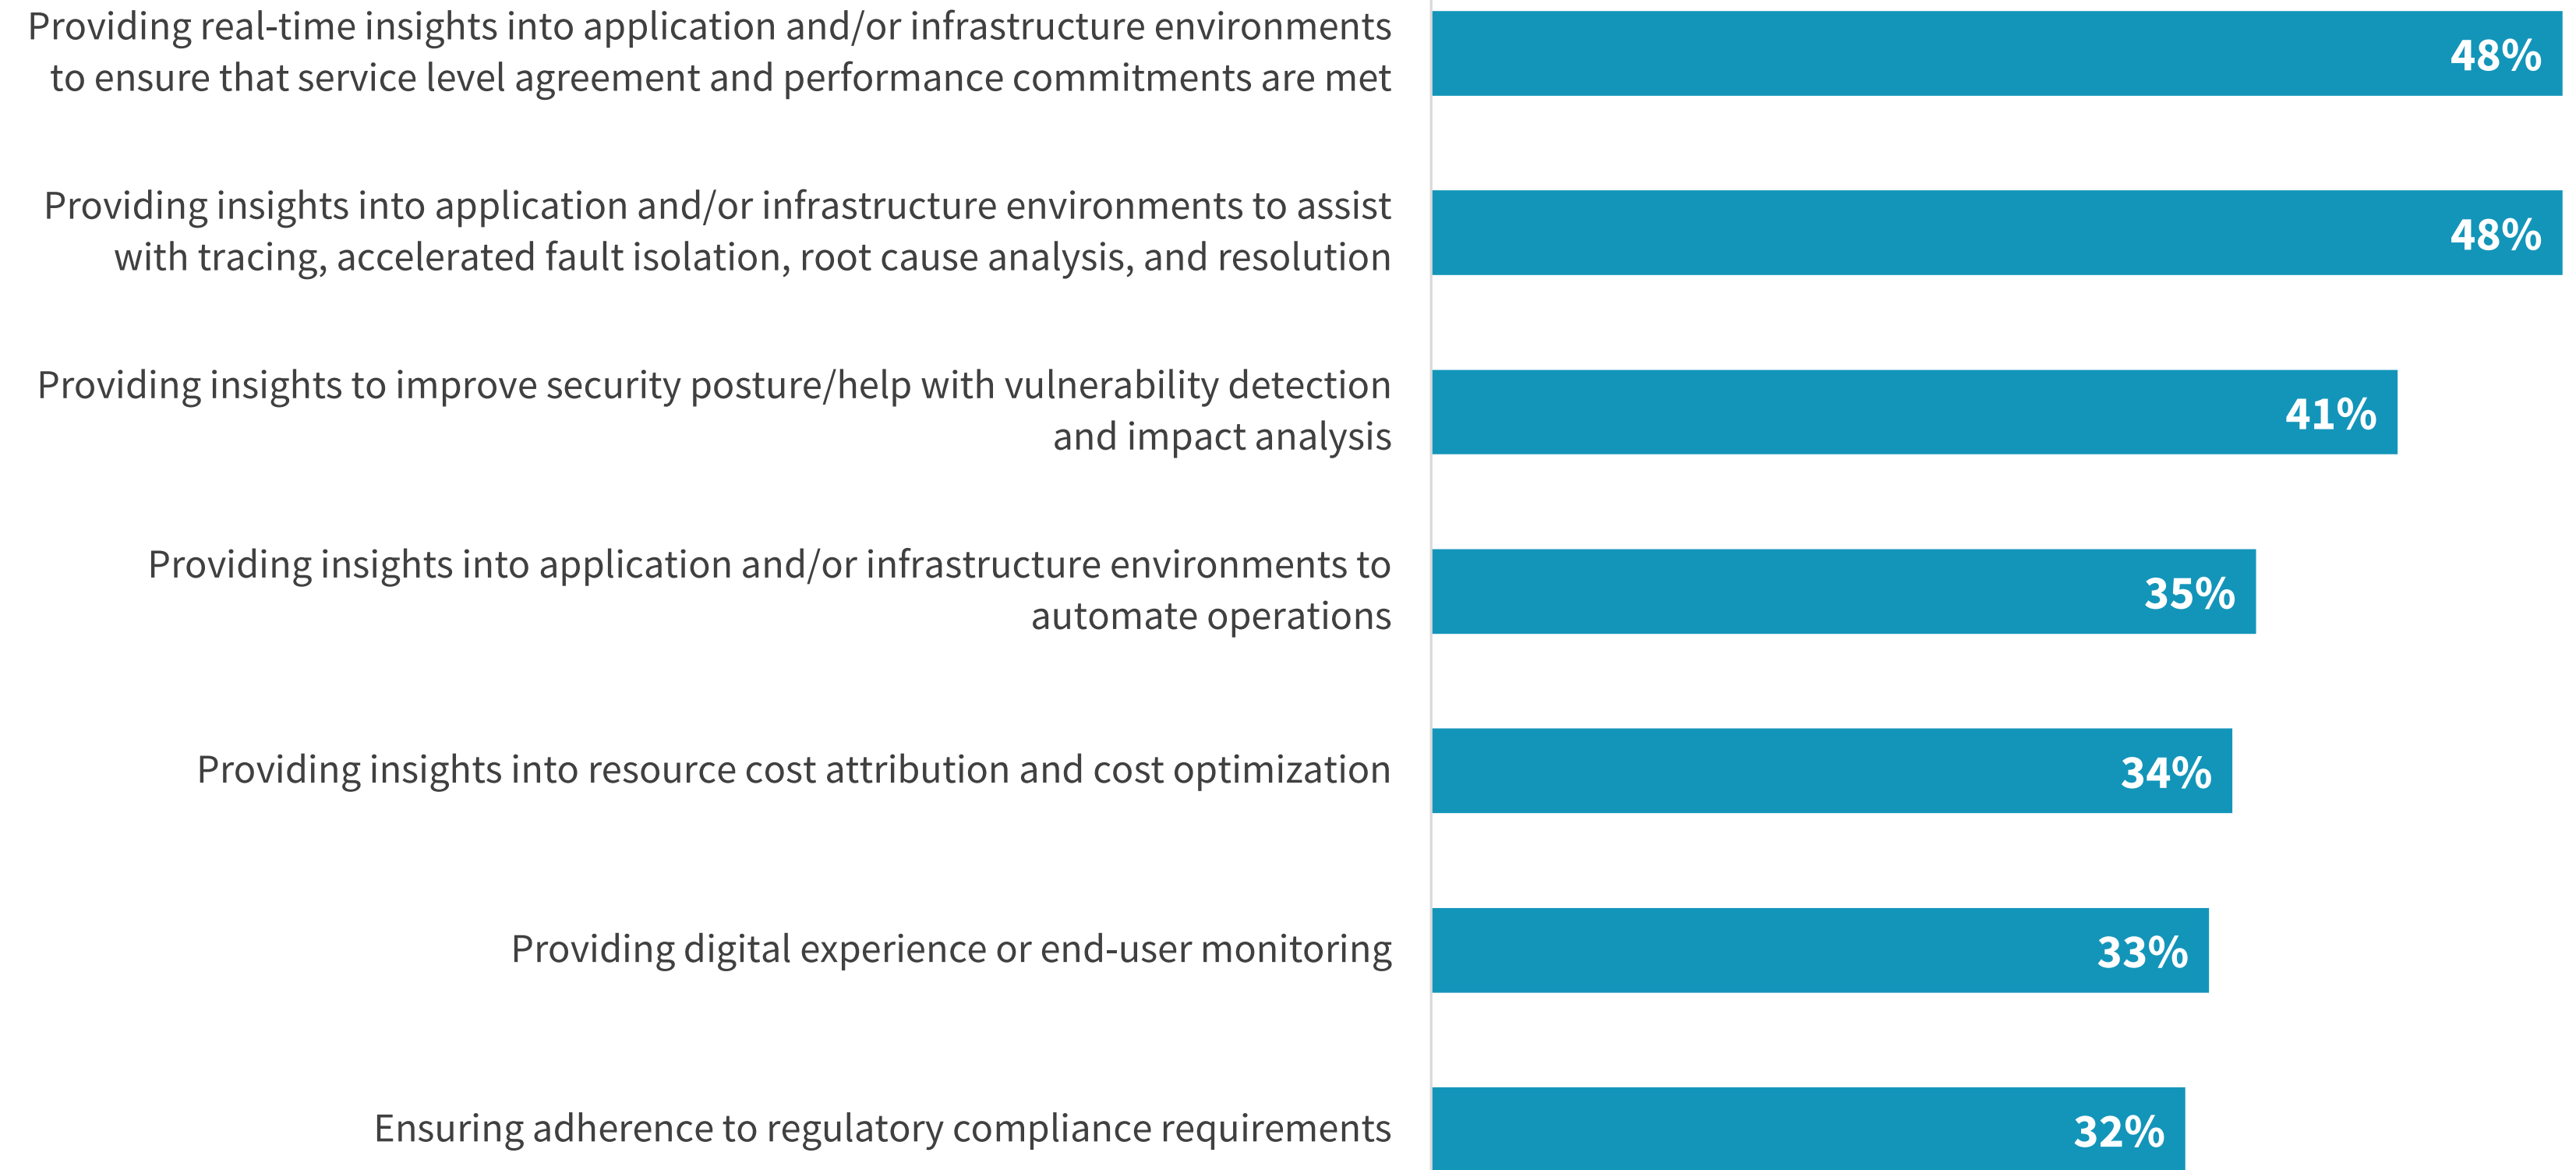 Providing real-time insights into application and/or infrastructure environments
to ensure that service level agreement and performance commitments are met
48%
Providing insights into application and/or infrastructure environments to assist
with tracing, accelerated fault isolation, root cause analysis, and resolution
48%
Providing insights to improve security posture/help with vulnerability detection
and impact analysis
41%
Providing insights into application and/or infrastructure environments to
automate operations
35%
Providing insights into resource cost attribution and cost optimization
34%
Providing digital experience or end-user monitoring
33%
Ensuring adherence to regulatory compliance requirements
32%